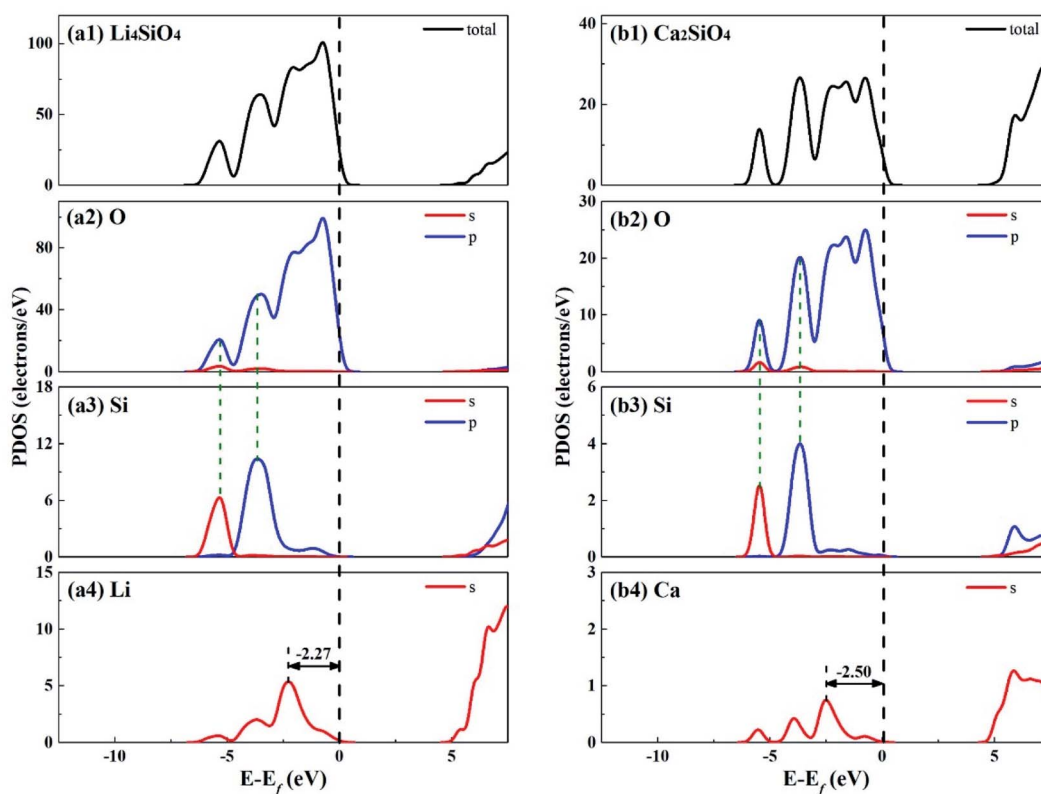 (a1) Li₄SiO₄
total
100
50
0
(a2) O
s
p
80
40
0
(a3) Si
s
p
18
12
6
0
(a4) Li
s
15
10
5
0
-2.27
-10
-5
0
5
E-E𝑓 (eV)
PDOS (electrons/eV)
(b1) Ca₂SiO₄
total
40
20
0
(b2) O
s
p
30
20
10
0
(b3) Si
s
p
6
4
2
0
(b4) Ca
s
3
2
1
0
-2.50
-10
-5
0
5
E-E𝑓 (eV)
PDOS (electrons/eV)